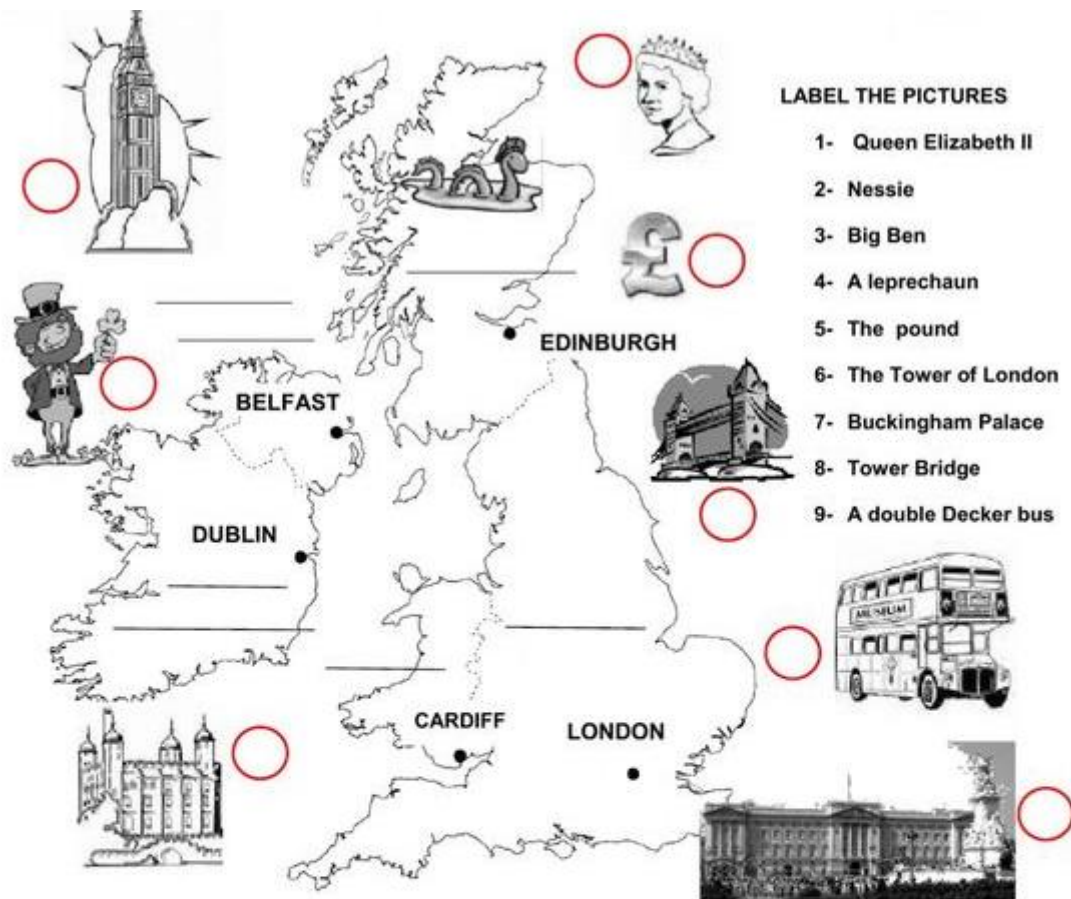 LABEL THE PICTURES
1- Queen Elizabeth II
2- Nessie
3- Big Ben
4- A leprechaun
5- The pound
6- The Tower of London
7- Buckingham Palace
8- Tower Bridge
9- A double Decker bus
£
EDINBURGH
BELFAST
DUBLIN
CARDIFF
LONDON